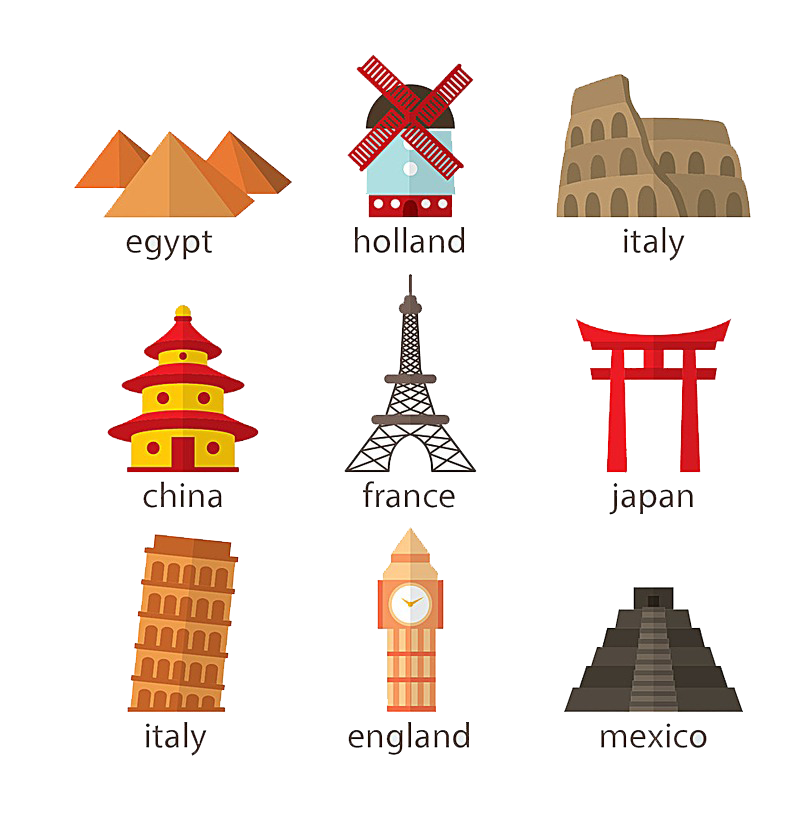 egypt
holland
italy
china
france
japan
italy
england
mexico